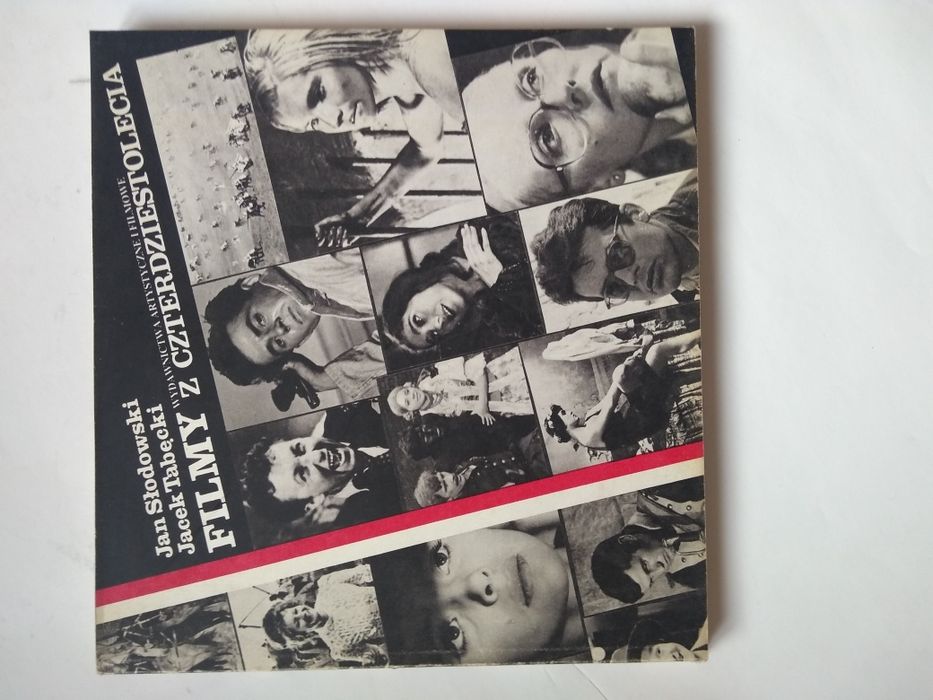 Jan Słodowski
Jacek Tabęcki
WYDAWNICTWA ARTYSTYCZNE I FILMOWE
FILMY Z CZTERDZIESTOLECIA